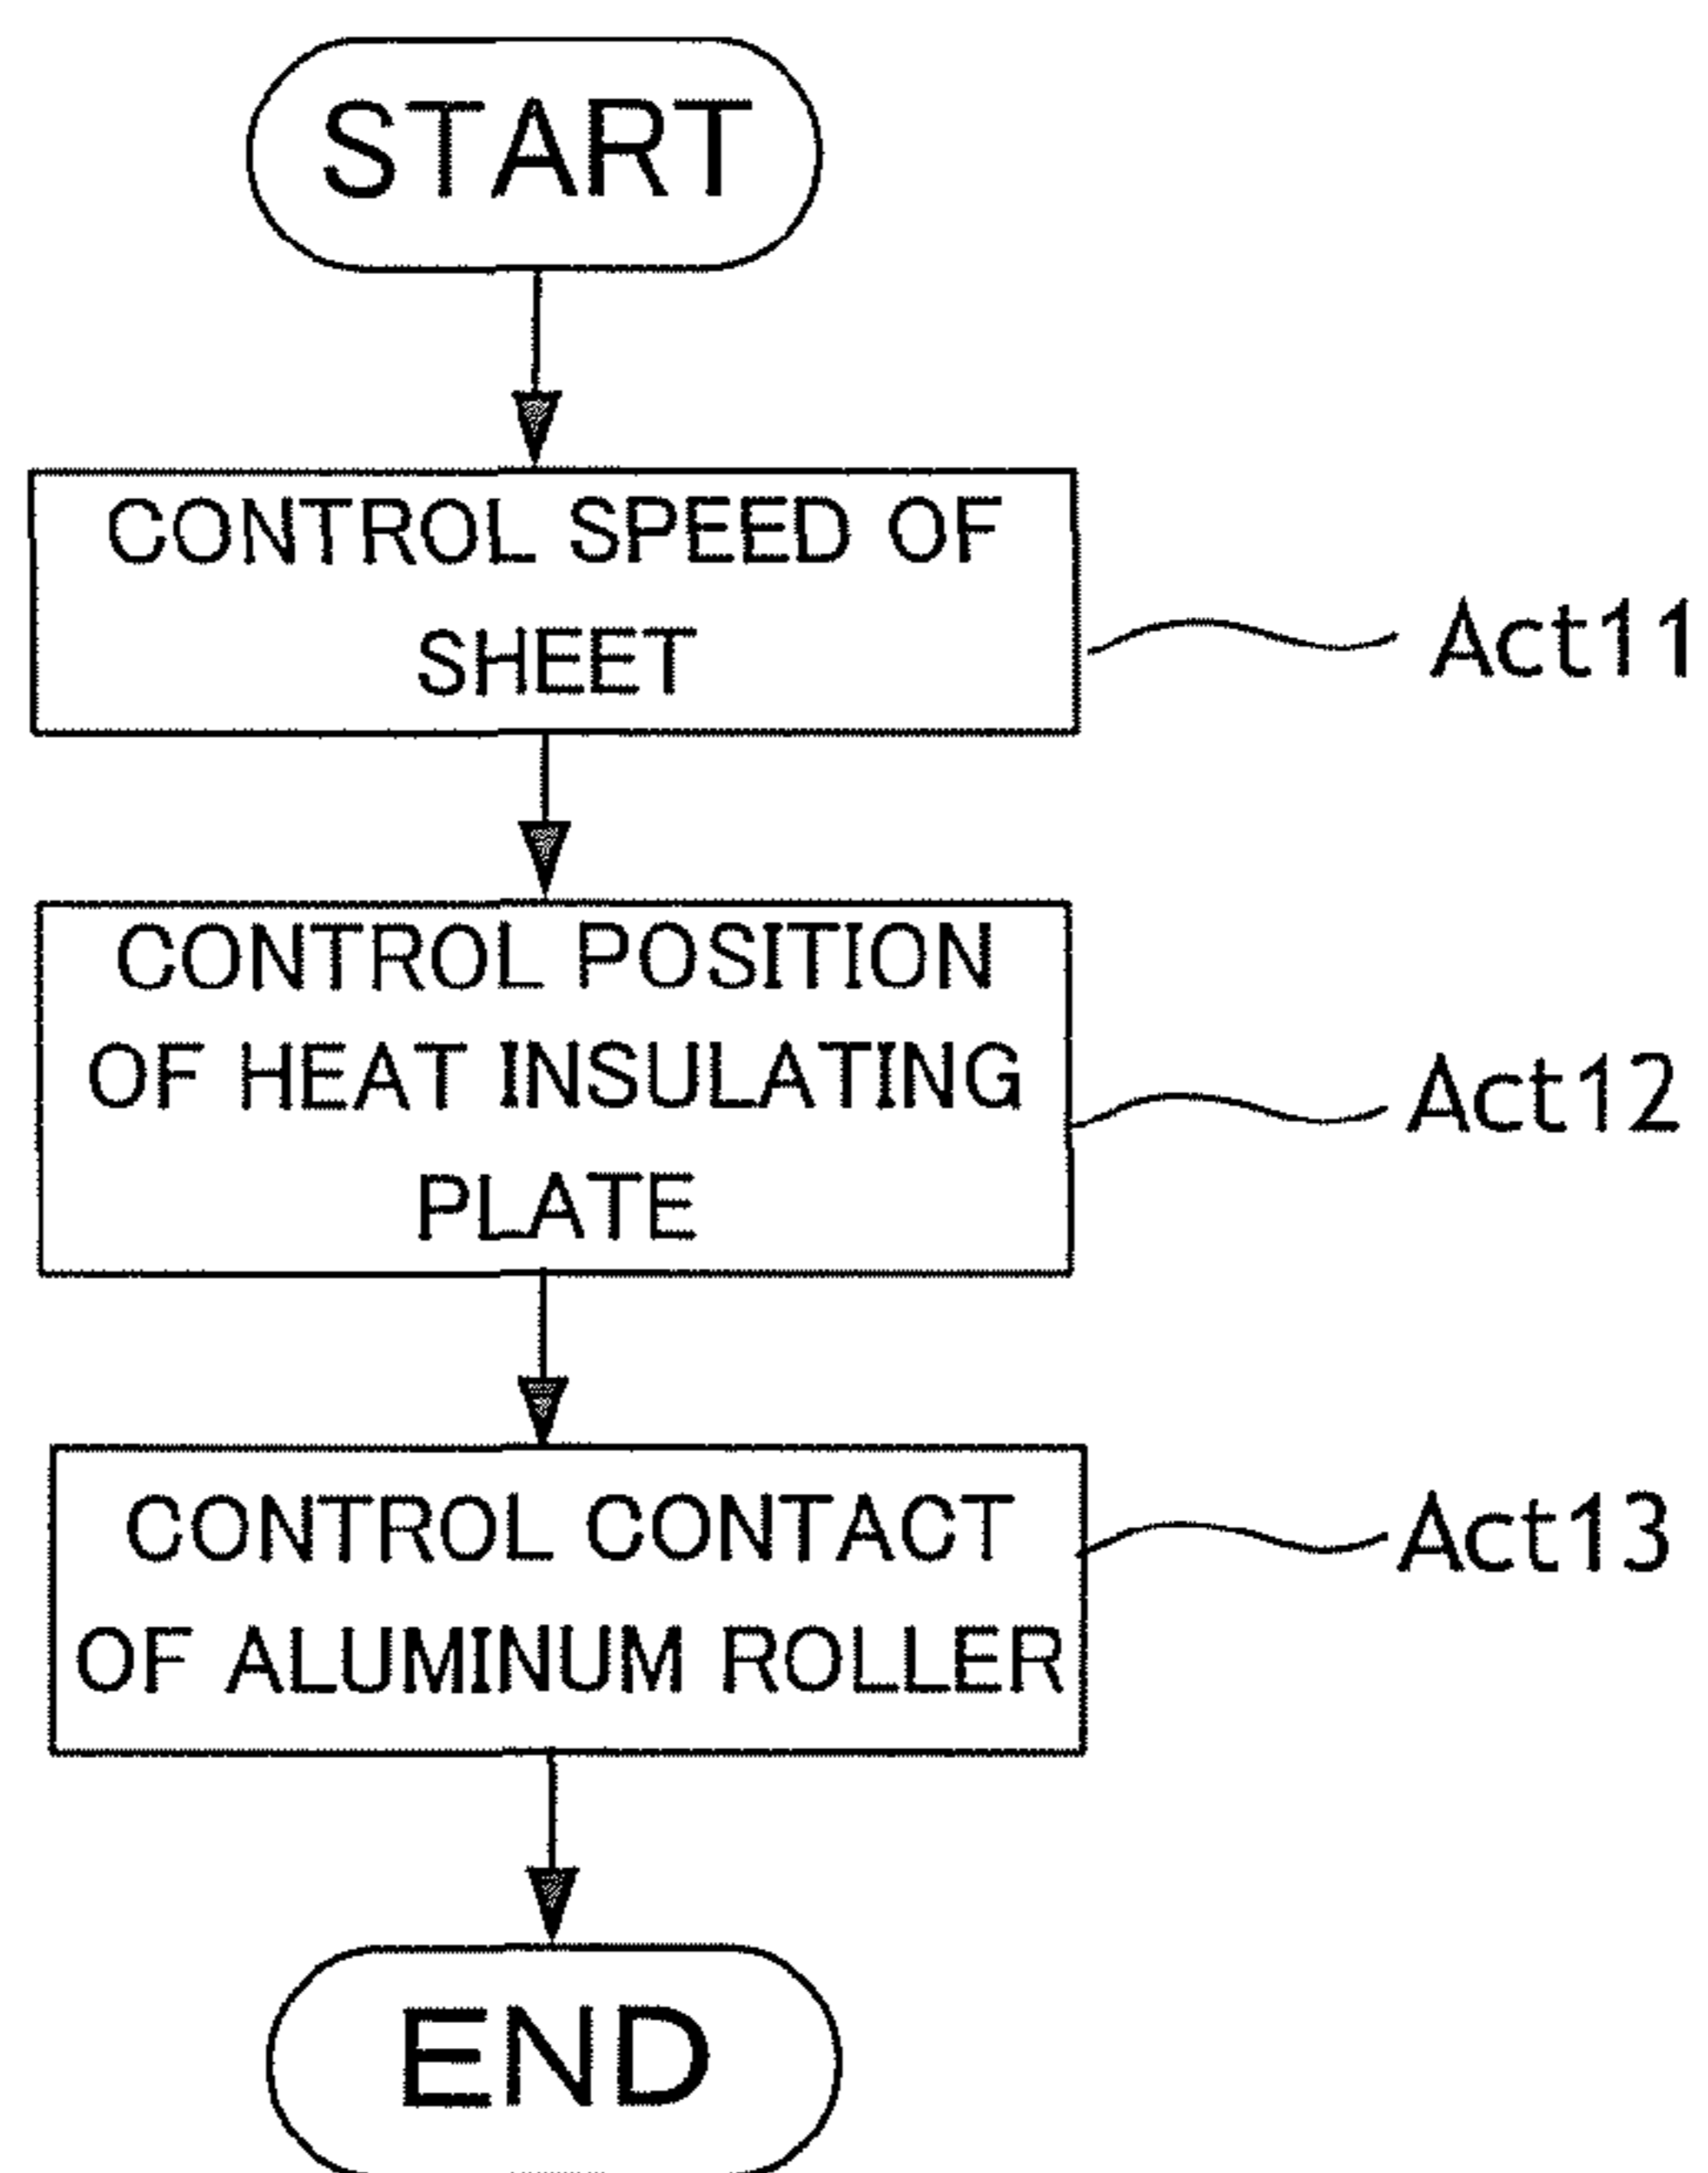 START
CONTROL SPEED OF
SHEET
Act11
CONTROL POSITION
OF HEAT INSULATING
PLATE
Act12
CONTROL CONTACT
OF ALUMINUM ROLLER
Act13
END